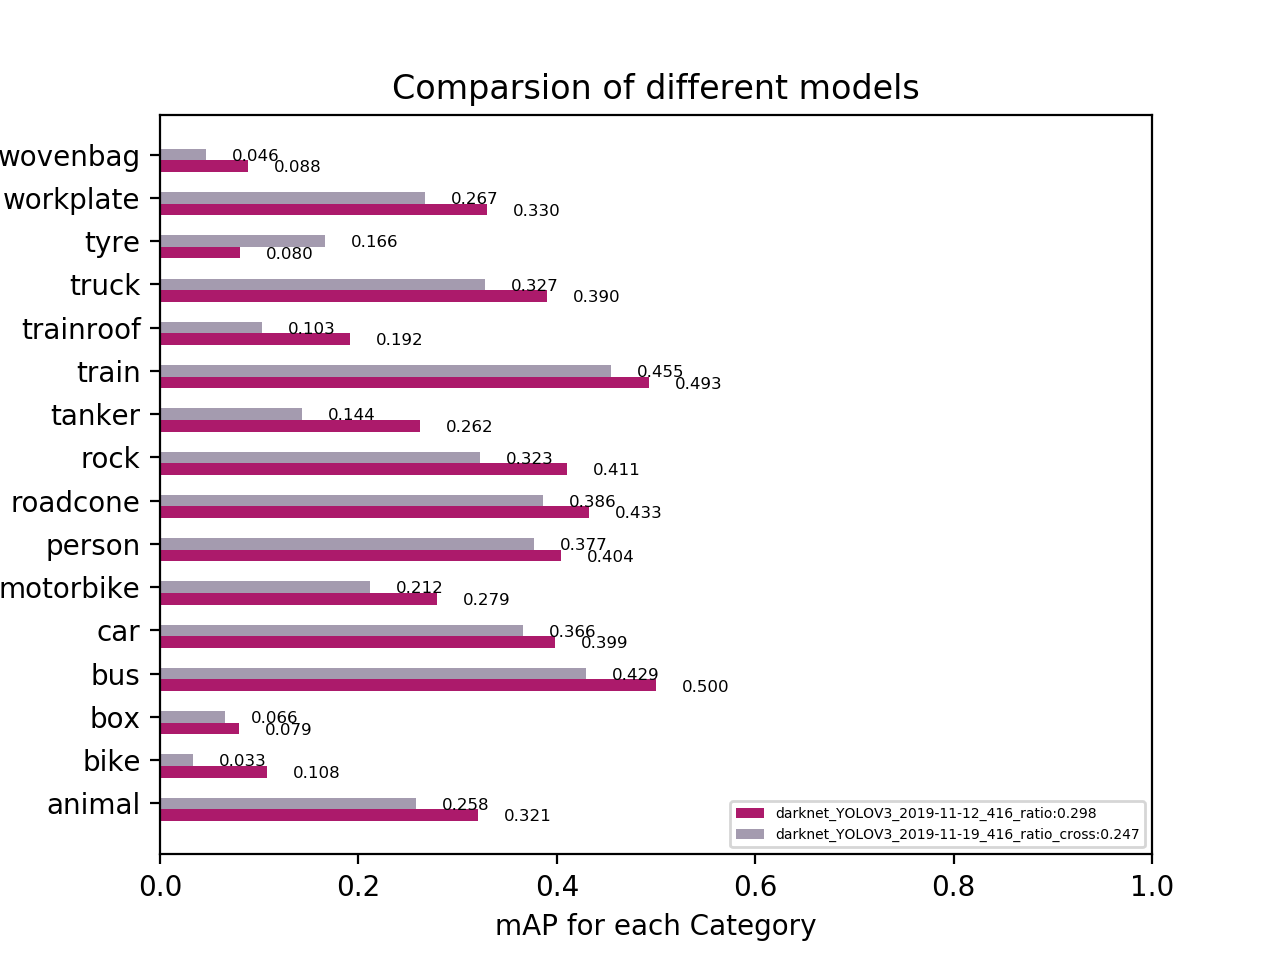 Comparsion of different models
wovenbag
0.046
0.088
workplate
0.267
0.330
tyre
0.166
0.080
truck
0.327
0.390
trainroof
0.103
0.192
train
0.455
0.493
tanker
0.144
0.262
rock
0.323
0.411
roadcone
0.386
0.433
person
0.377
0.404
motorbike
0.212
0.279
car
0.366
0.399
bus
0.429
0.500
box
0.066
0.079
bike
0.033
0.108
animal
0.258
0.321
darknet_YOLOV3_2019-11-12_416_ratio:0.298
darknet_YOLOV3_2019-11-19_416_ratio_cross:0.247
0.0 0.2 0.4 0.6 0.8 1.0
mAP for each Category